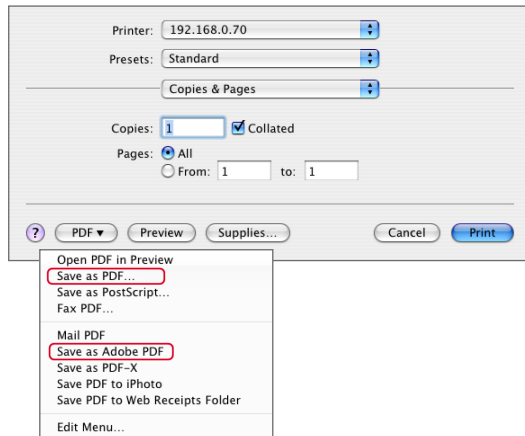 Printer: 192.168.0.70
Presets: Standard
Copies & Pages
Copies: 1 Collated
Pages: All
From: 1 to: 1
? PDF Preview Supplies... Cancel Print
Open PDF in Preview
Save as PDF...
Save as PostScript...
Fax PDF...
Mail PDF
Save as Adobe PDF
Save as PDF-X
Save PDF to iPhoto
Save PDF to Web Receipts Folder
Edit Menu...